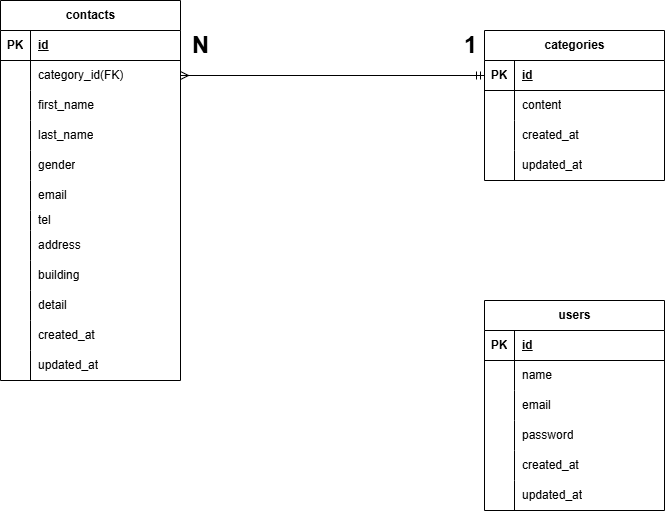 contacts
PK id
category_id(FK)
first_name
last_name
gender
email
tel
address
building
detail
created_at
updated_at
N
1
categories
PK id
content
created_at
updated_at
users
PK id
name
email
password
created_at
updated_at